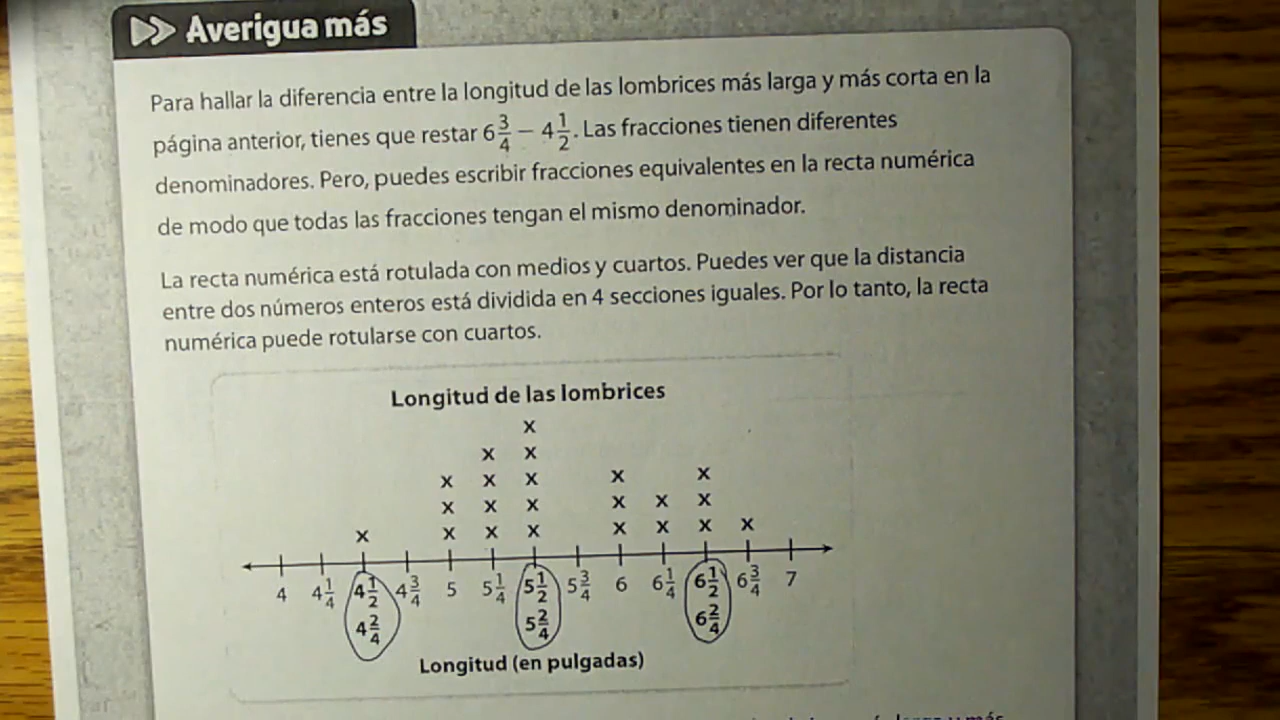 Averigua más
Para hallar la diferencia entre la longitud de las lombrices más larga y más corta en la
página anterior, tienes que restar 6 3/4 − 4 1/2. Las fracciones tienen diferentes
denominadores. Pero, puedes escribir fracciones equivalentes en la recta numérica
de modo que todas las fracciones tengan el mismo denominador.
La recta numérica está rotulada con medios y cuartos. Puedes ver que la distancia
entre dos números enteros está dividida en 4 secciones iguales. Por lo tanto, la recta
numérica puede rotularse con cuartos.
Longitud de las lombrices
x
x x
x x x x x
x x x x x x
x x x x x x x x
4 4 1/4 4 1/2 4 3/4 5 5 1/4 5 1/2 5 3/4 6 6 1/4 6 1/2 6 3/4 7
4 2/4 5 2/4 6 2/4
Longitud (en pulgadas)